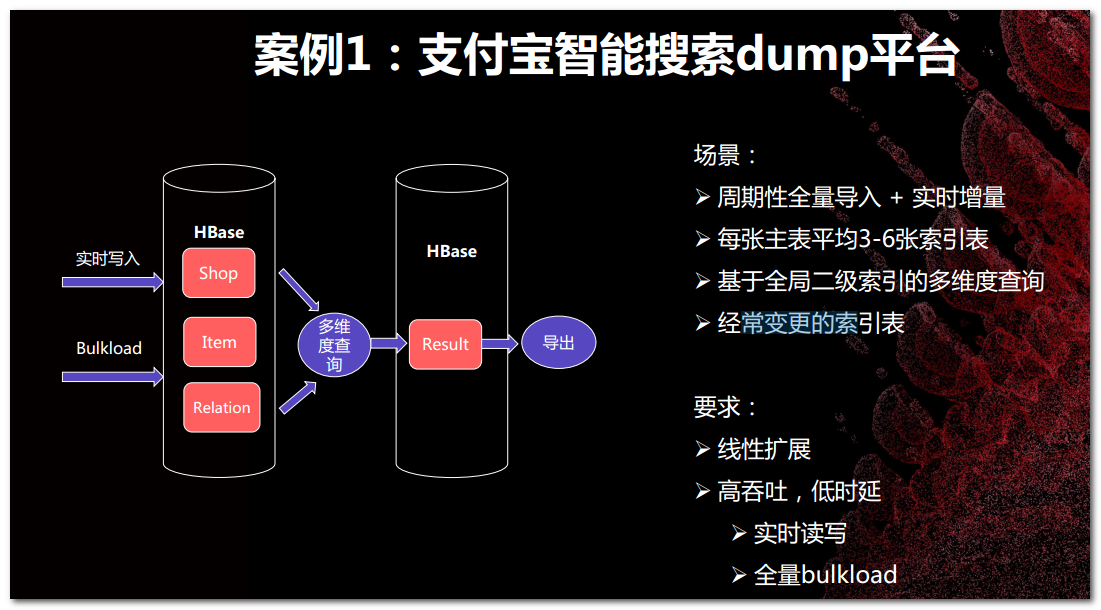 案例1：支付宝智能搜索dump平台
实时写入
Bulkload
HBase
Shop
Item
Relation
多维
度查
询
HBase
Result
导出
场景：
周期性全量导入 + 实时增量
每张主表平均3-6张索引表
基于全局二级索引的多维度查询
经常变更的索引表
要求：
线性扩展
高吞吐，低时延
实时读写
全量bulkload